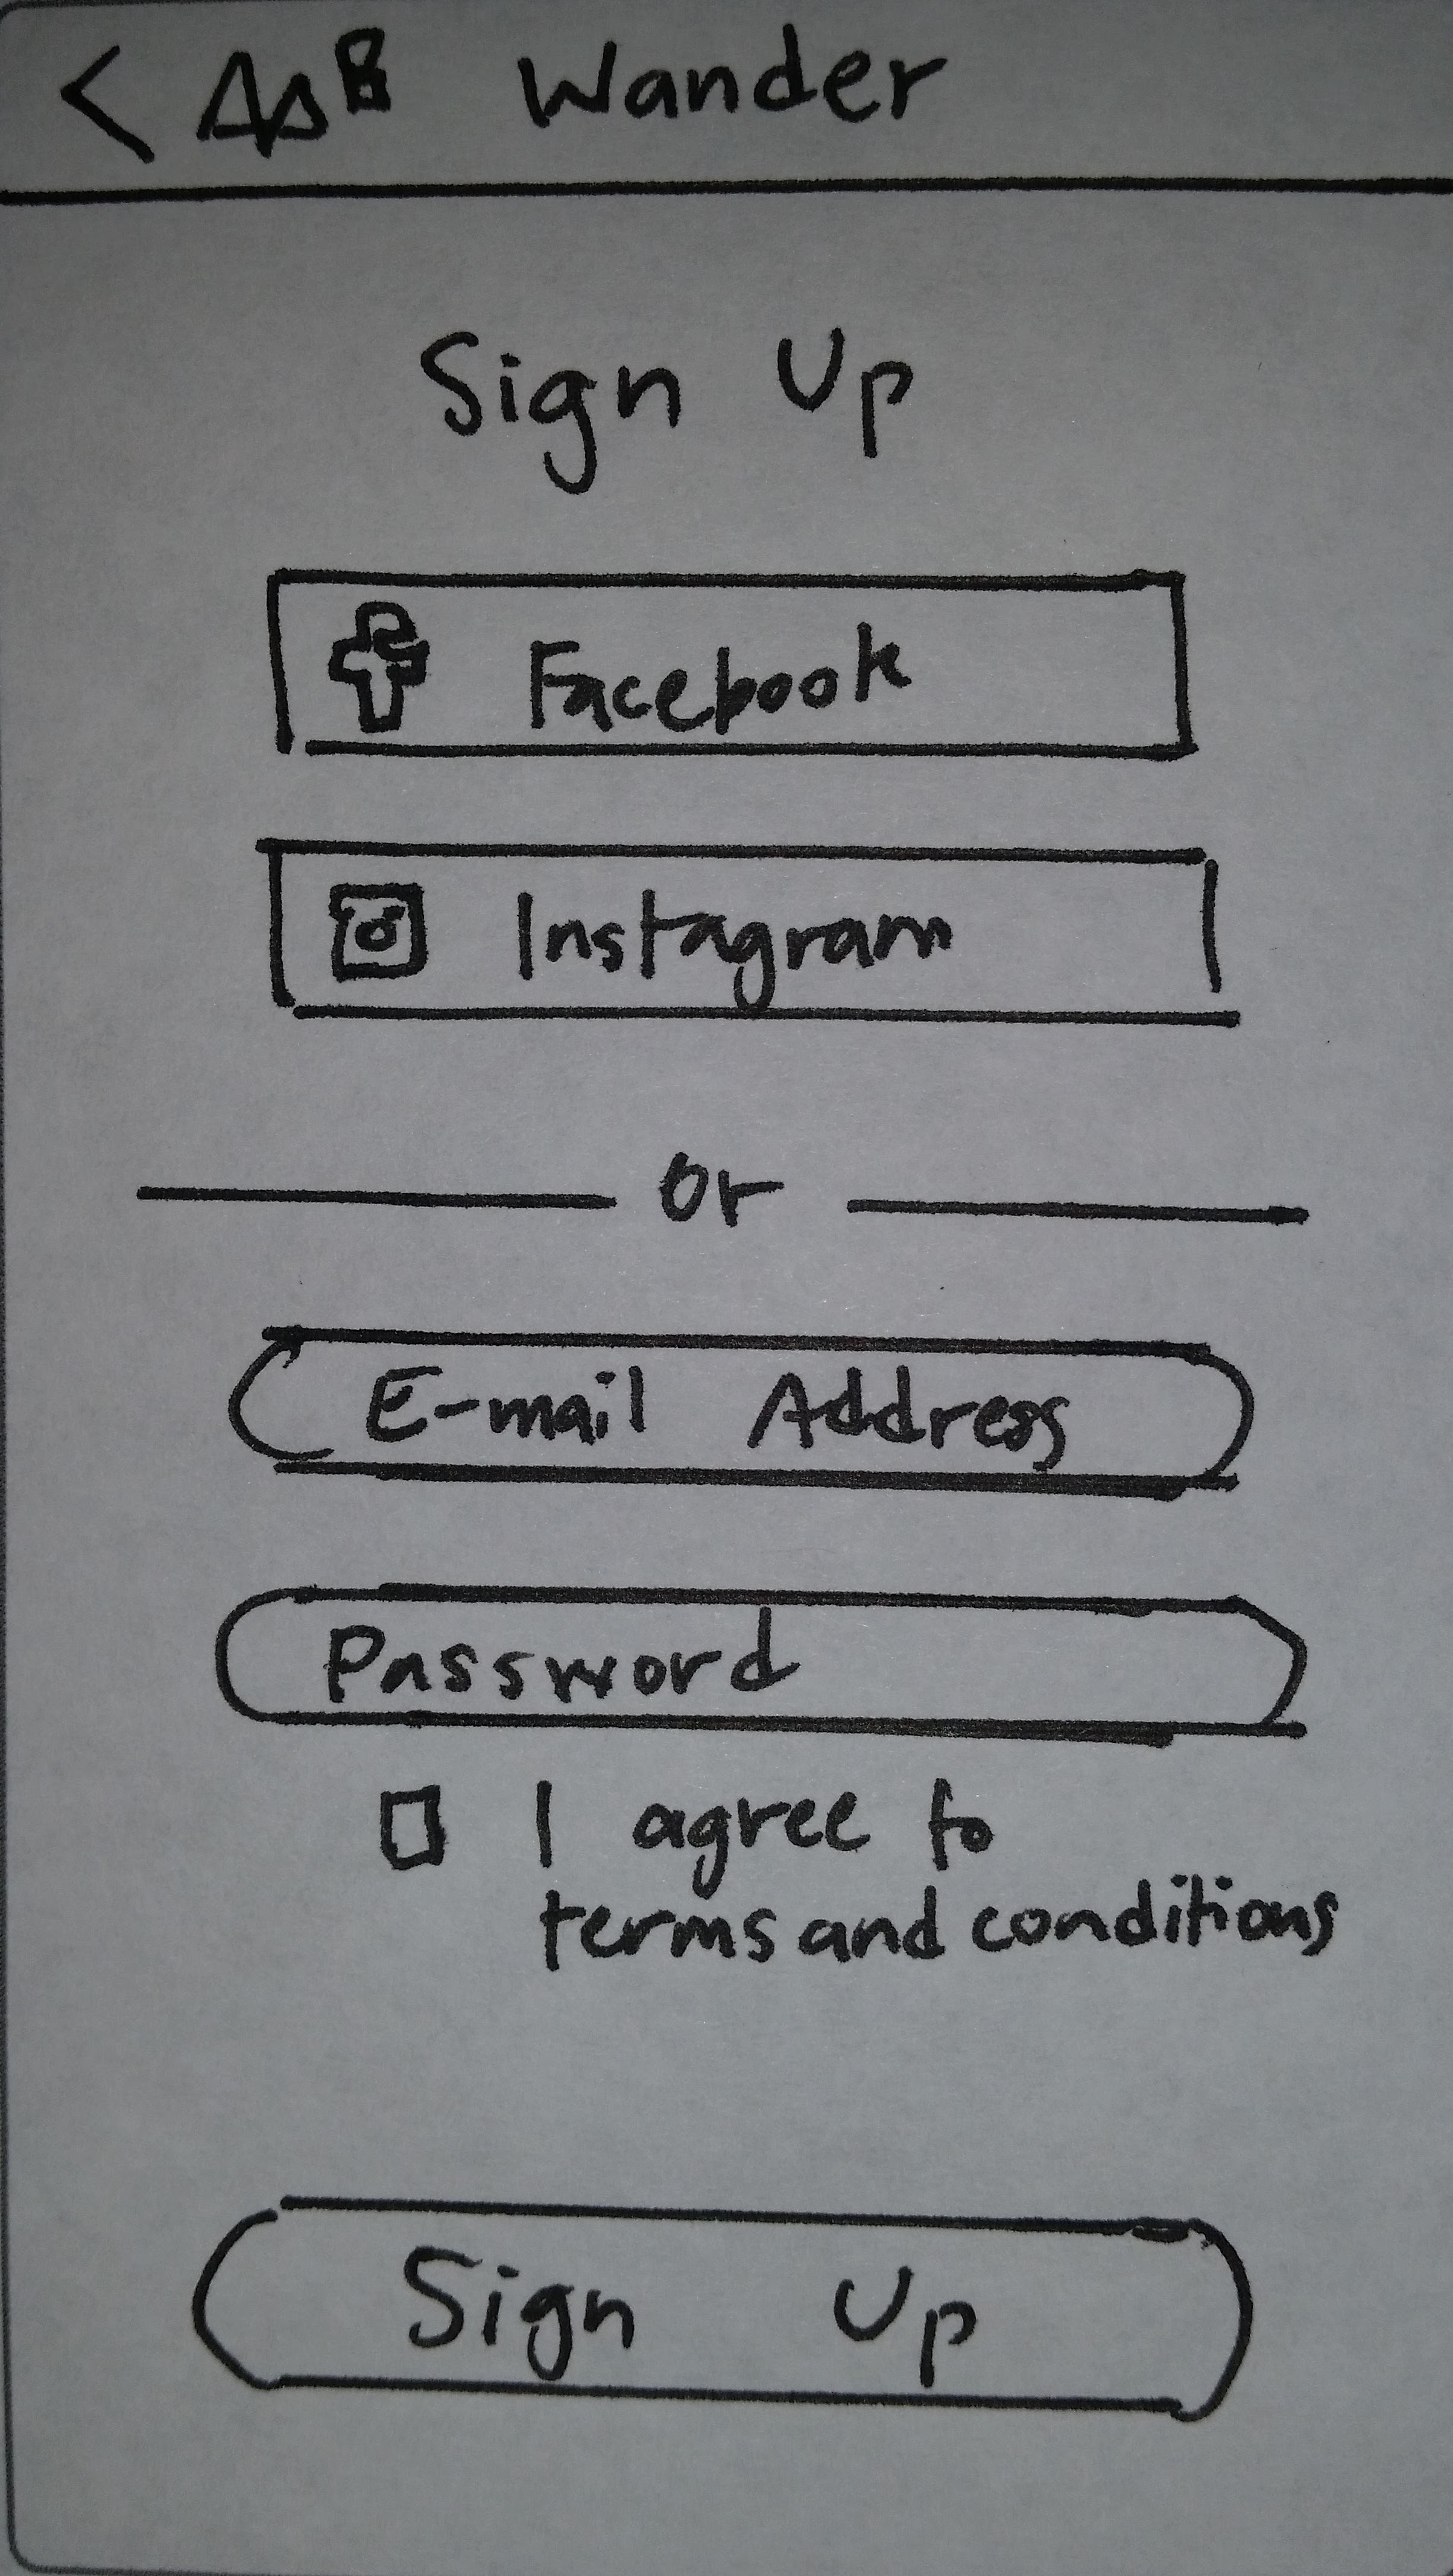 Wander
Sign Up
Facebook
Instagram
or
E-mail Address
Password
I agree to
terms and conditions
Sign Up